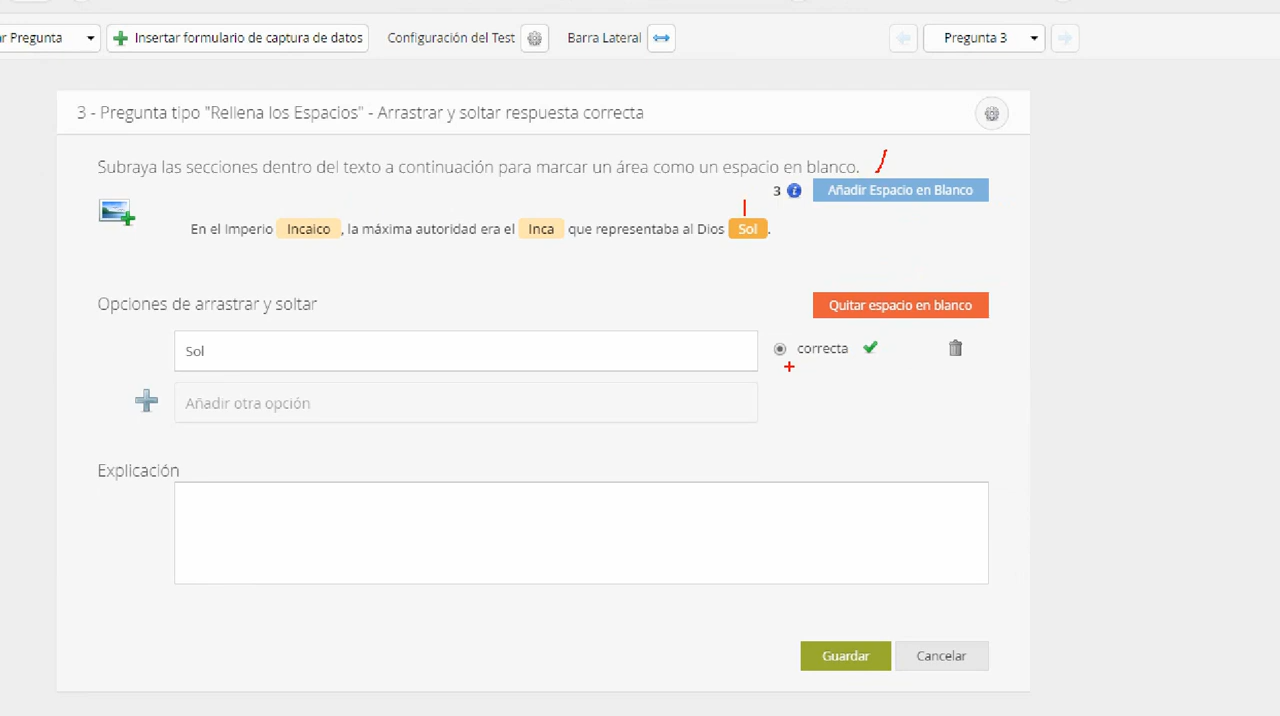 r Pregunta Insertar formulario de captura de datos Configuración del Test Barra Lateral Pregunta 3
3 - Pregunta tipo "Rellena los Espacios" - Arrastrar y soltar respuesta correcta
Subraya las secciones dentro del texto a continuación para marcar un área como un espacio en blanco.
3 i Añadir Espacio en Blanco
En el Imperio Incaico , la máxima autoridad era el Inca que representaba al Dios Sol .
Opciones de arrastrar y soltar
Quitar espacio en blanco
Sol
correcta
Añadir otra opción
Explicación
Guardar Cancelar